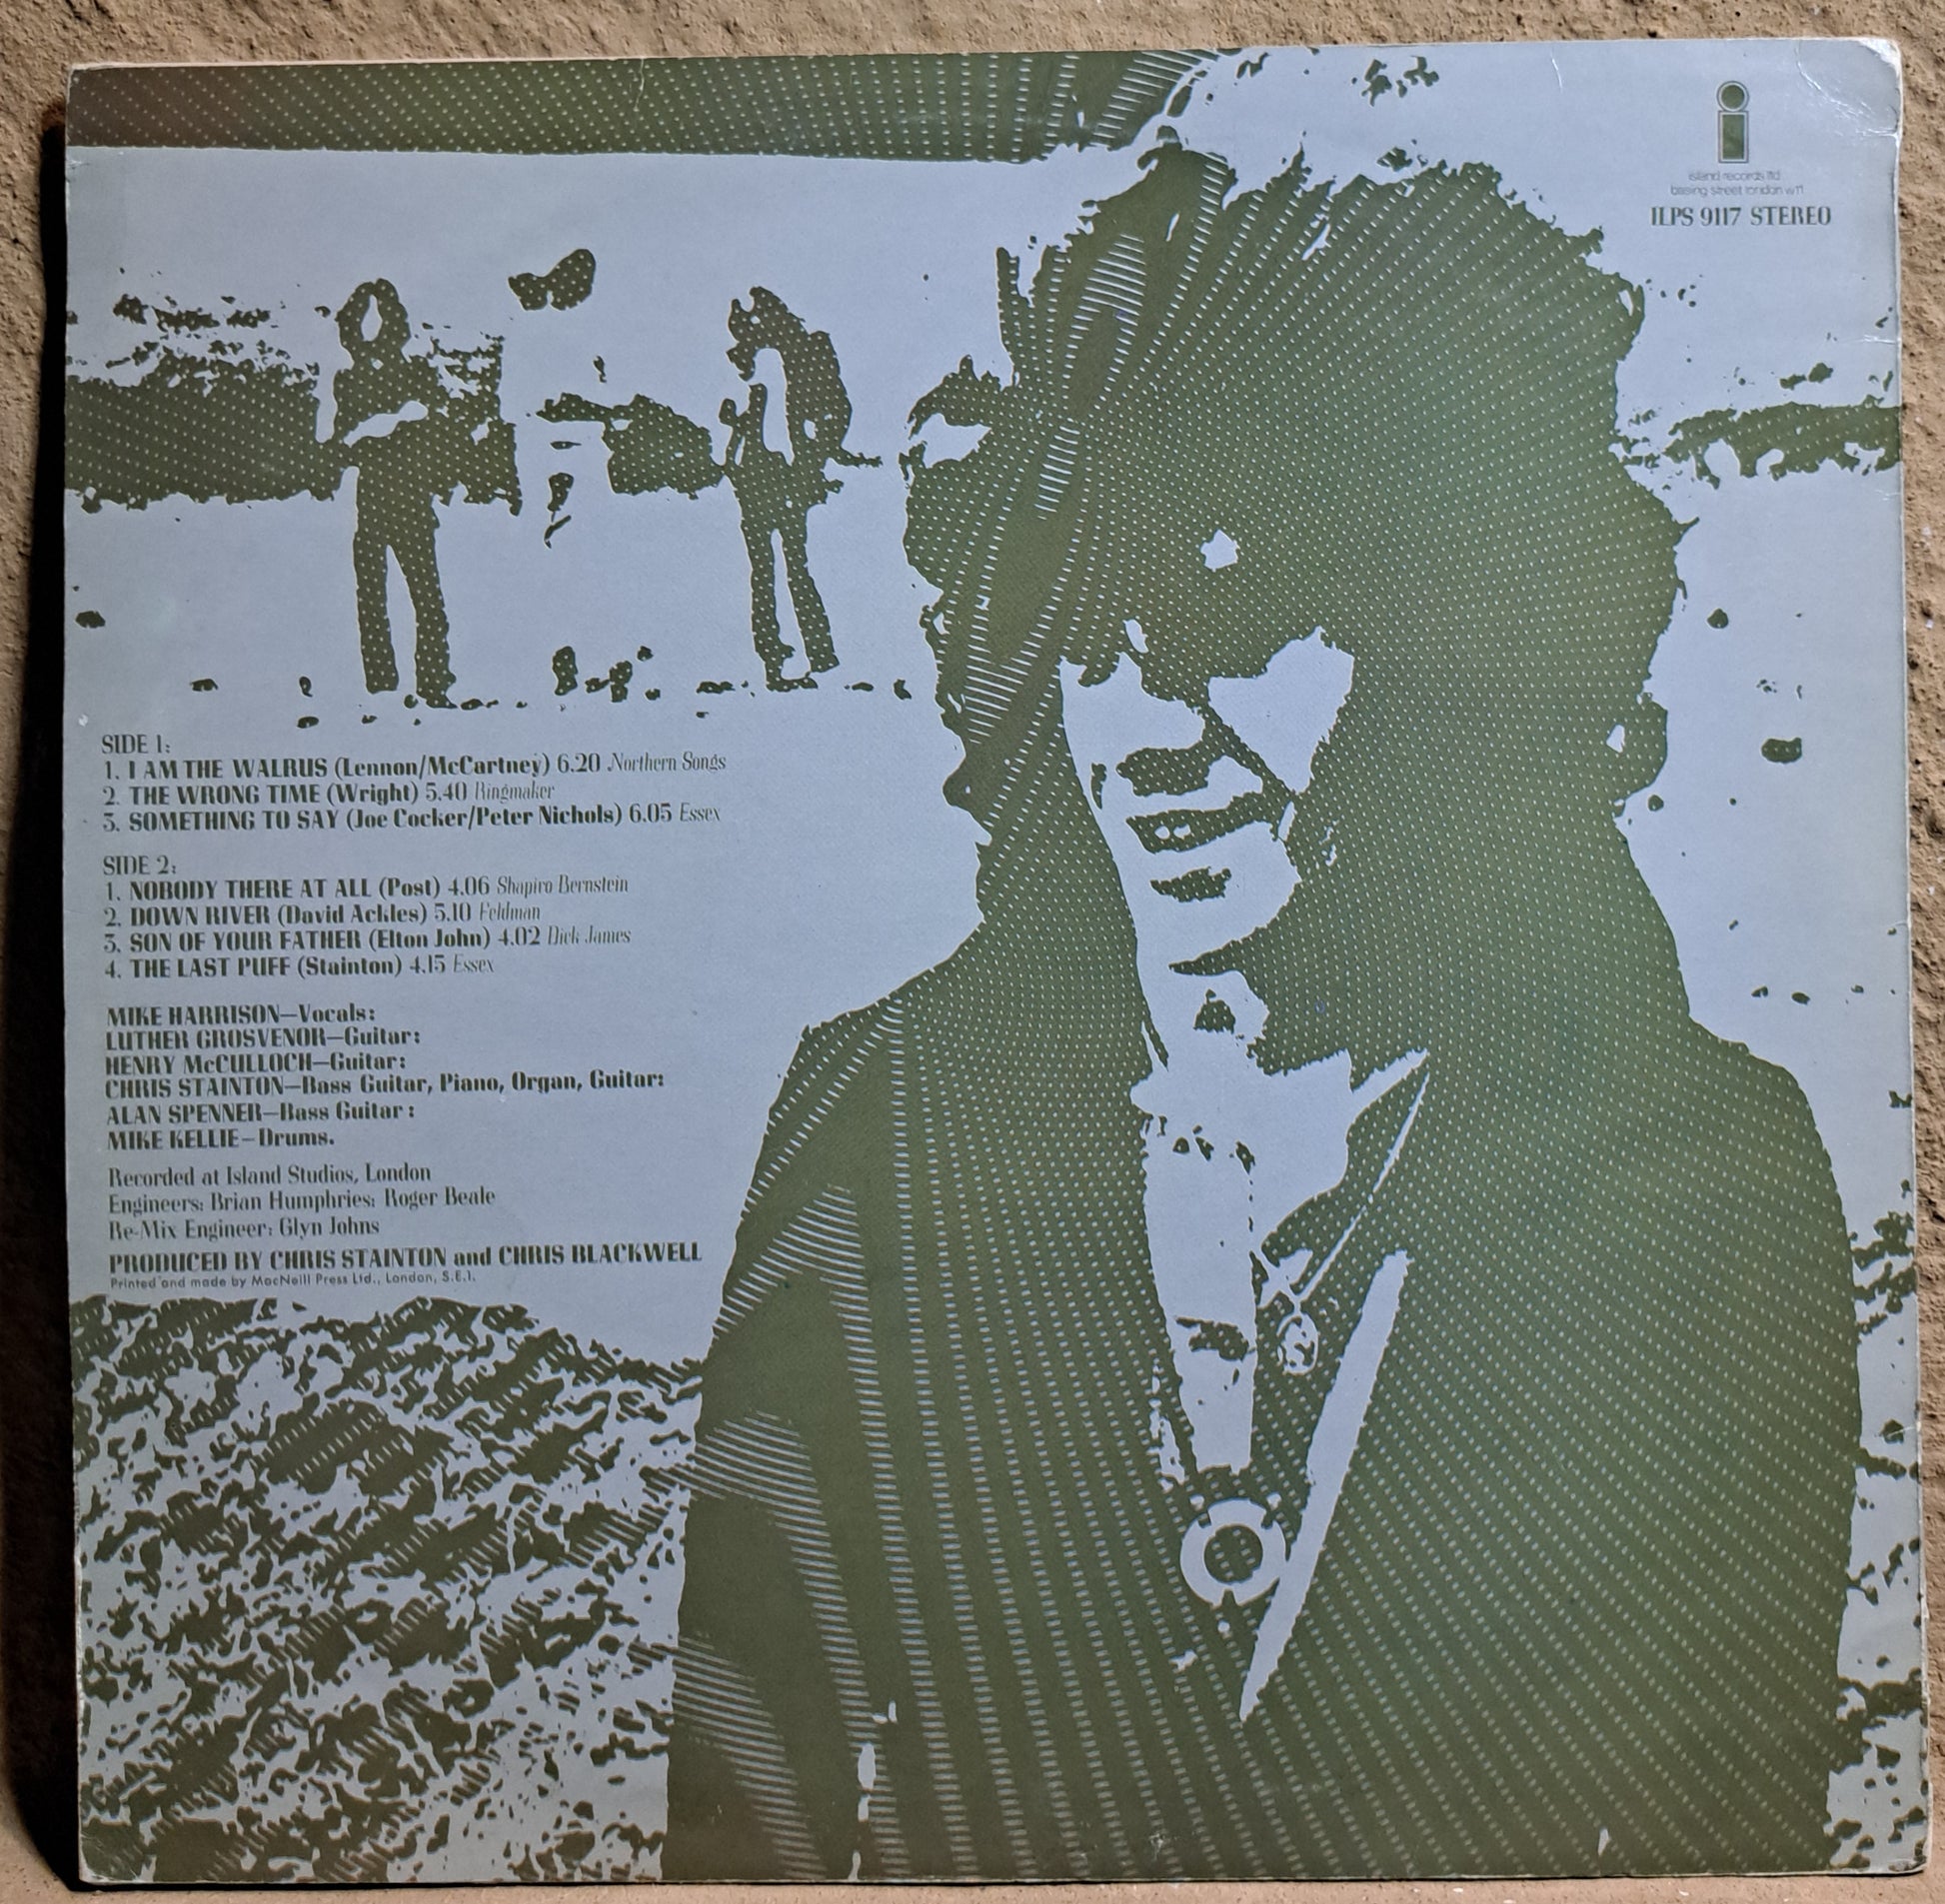 i
island records ltd
basing street london w11
ILPS 9117 STEREO
SIDE 1:
1. I AM THE WALRUS (Lennon/McCartney) 6.20 Northern Songs
2. THE WRONG TIME (Wright) 5.40 Ringmaker
3. SOMETHING TO SAY (Joe Cocker/Peter Nichols) 6.05 Essex
SIDE 2:
1. NOBODY THERE AT ALL (Post) 4.06 Shapiro Bernstein
2. DOWN RIVER (David Ackles) 5.10 Feldman
3. SON OF YOUR FATHER (Elton John) 4.02 Dick James
4. THE LAST PUFF (Stainton) 4.15 Essex
MIKE HARRISON—Vocals:
LUTHER GROSVENOR—Guitar:
HENRY McCULLOCH—Guitar:
CHRIS STAINTON—Bass Guitar, Piano, Organ, Guitar:
ALAN SPENNER—Bass Guitar:
MIKE KELLIE—Drums.
Recorded at Island Studios, London
Engineers: Brian Humphries: Roger Beale
Re-Mix Engineer: Glyn Johns
PRODUCED BY CHRIS STAINTON and CHRIS BLACKWELL
Printed and made by MacNeill Press Ltd., London, S.E.1.